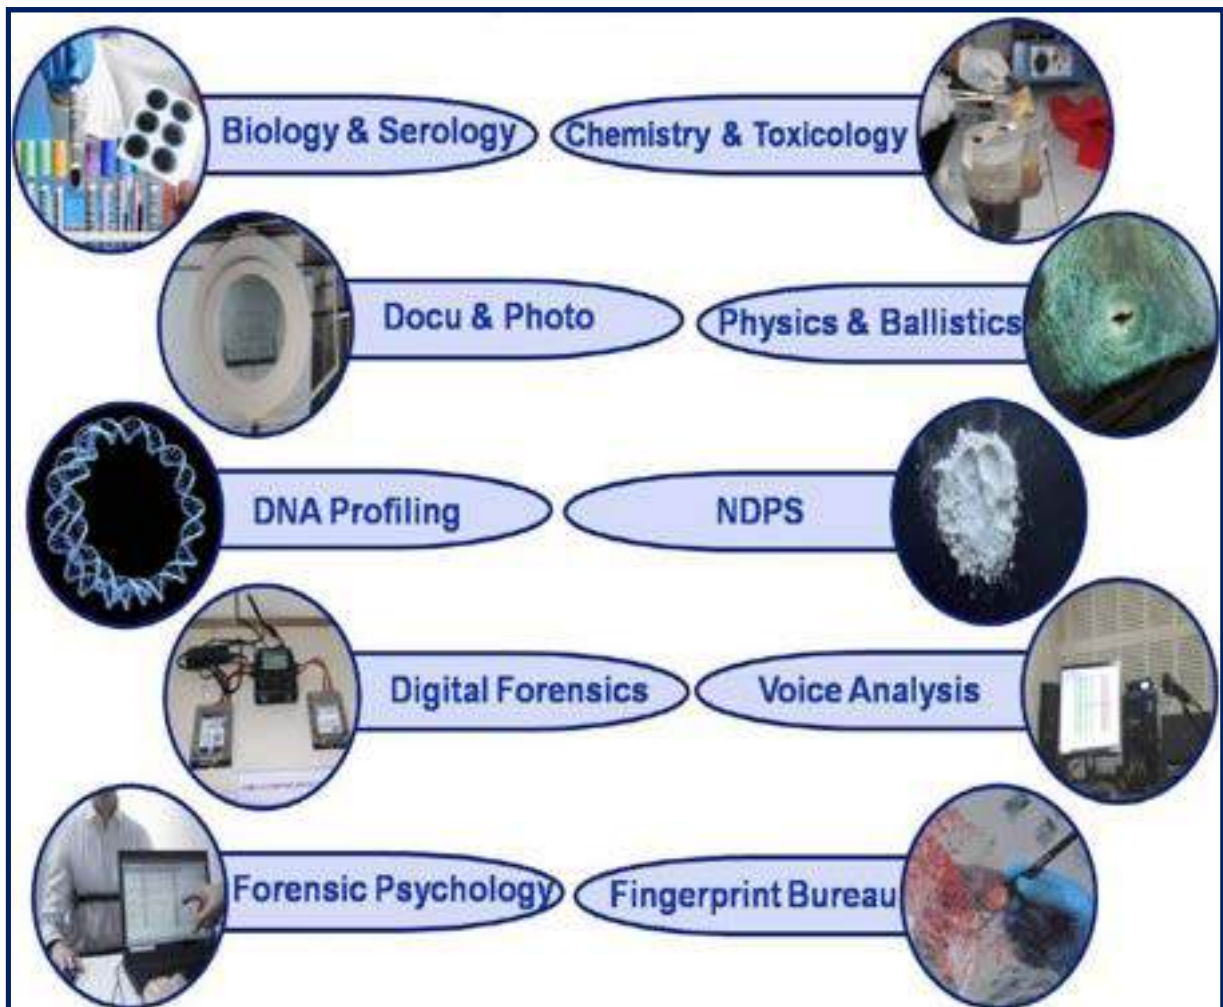 Biology & Serology
Chemistry & Toxicology
Docu & Photo
Physics & Ballistics
DNA Profiling
NDPS
Digital Forensics
Voice Analysis
Forensic Psychology
Fingerprint Bureau